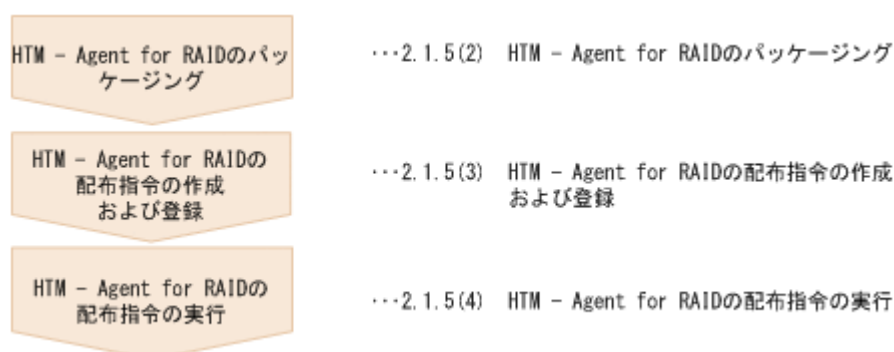 HTM - Agent for RAIDのパッ
ケージング
･･･2.1.5(2) HTM - Agent for RAIDのパッケージング
HTM - Agent for RAIDの
配布指令の作成
および登録
･･･2.1.5(3) HTM - Agent for RAIDの配布指令の作成
および登録
HTM - Agent for RAIDの
配布指令の実行
･･･2.1.5(4) HTM - Agent for RAIDの配布指令の実行